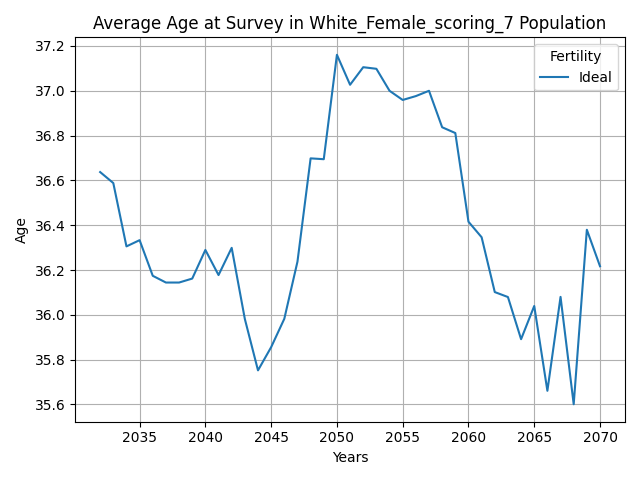 Average Age at Survey in White_Female_scoring_7 Population
Fertility
Ideal
37.2
37.0
36.8
36.6
36.4
36.2
36.0
35.8
35.6
Age
2035 2040 2045 2050 2055 2060 2065 2070
Years